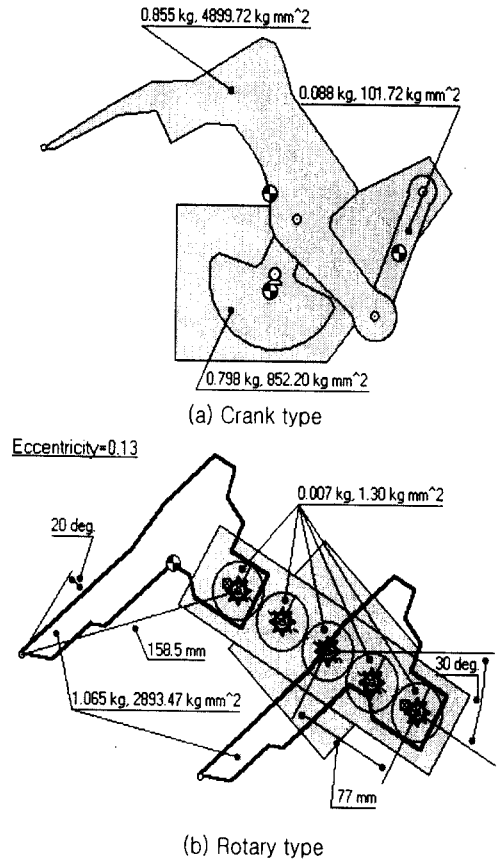 0.855 kg, 4899.72 kg mm^2
0.088 kg, 101.72 kg mm^2
0.798 kg, 852.20 kg mm^2
(a) Crank type
Eccentricity=0.13
0.007 kg, 1.30 kg mm^2
20 deg.
158.5 mm
30 deg.
1.065 kg, 2893.47 kg mm^2
77 mm
(b) Rotary type